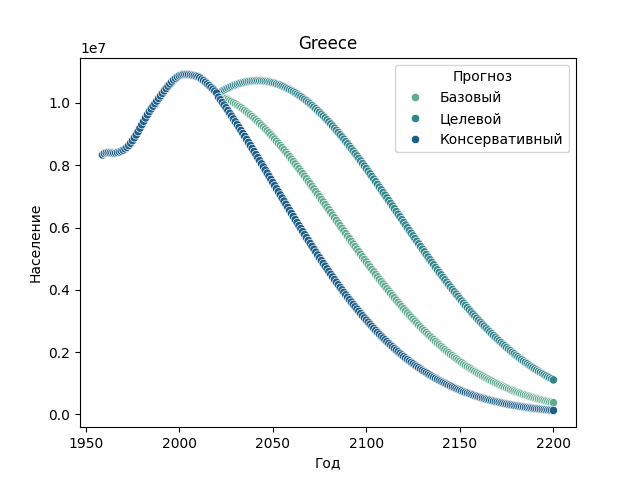 Greece
1e7
Прогноз
Базовый
Целевой
Консервативный
1.0
0.8
0.6
0.4
0.2
0.0
Население
1950 2000 2050 2100 2150 2200
Год